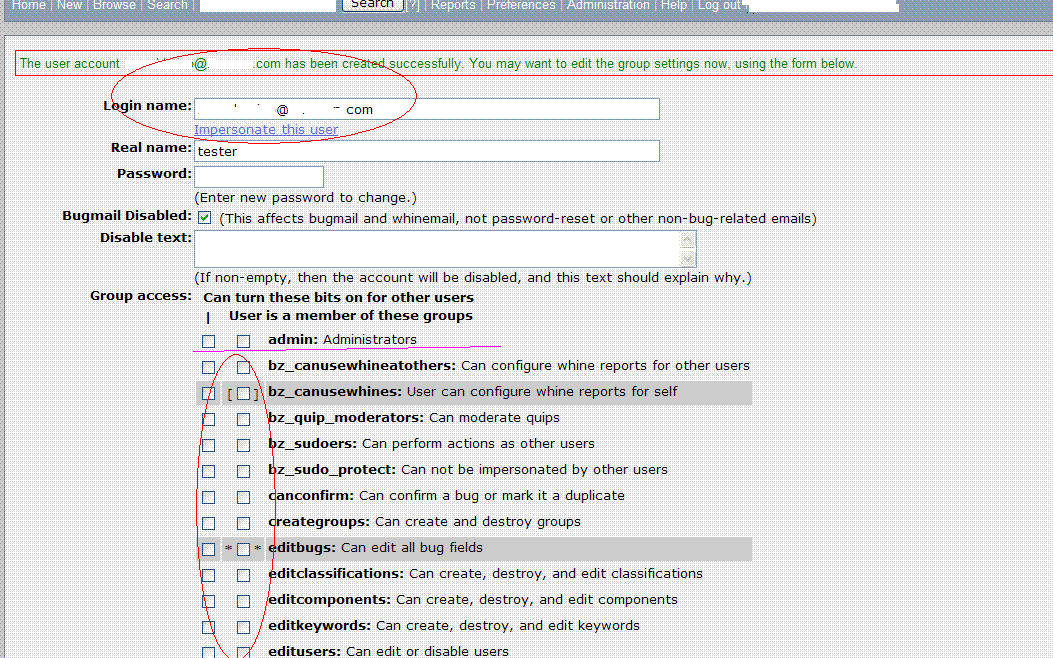 Home | New | Browse | Search | Search [?] | Reports | Preferences | Administration | Help | Log out
The user account @ .com has been created successfully. You may want to edit the group settings now, using the form below.
Login name: @ . com
Impersonate this user
Real name: tester
Password:
(Enter new password to change.)
Bugmail Disabled: (This affects bugmail and whinemail, not password-reset or other non-bug-related emails)
Disable text:
(If non-empty, then the account will be disabled, and this text should explain why.)
Group access: Can turn these bits on for other users
| User is a member of these groups
admin: Administrators
bz_canusewhineatothers: Can configure whine reports for other users
[ ] bz_canusewhines: User can configure whine reports for self
bz_quip_moderators: Can moderate quips
bz_sudoers: Can perform actions as other users
bz_sudo_protect: Can not be impersonated by other users
canconfirm: Can confirm a bug or mark it a duplicate
creategroups: Can create and destroy groups
* * editbugs: Can edit all bug fields
editclassifications: Can create, destroy, and edit classifications
editcomponents: Can create, destroy, and edit components
editkeywords: Can create, destroy, and edit keywords
editusers: Can edit or disable users